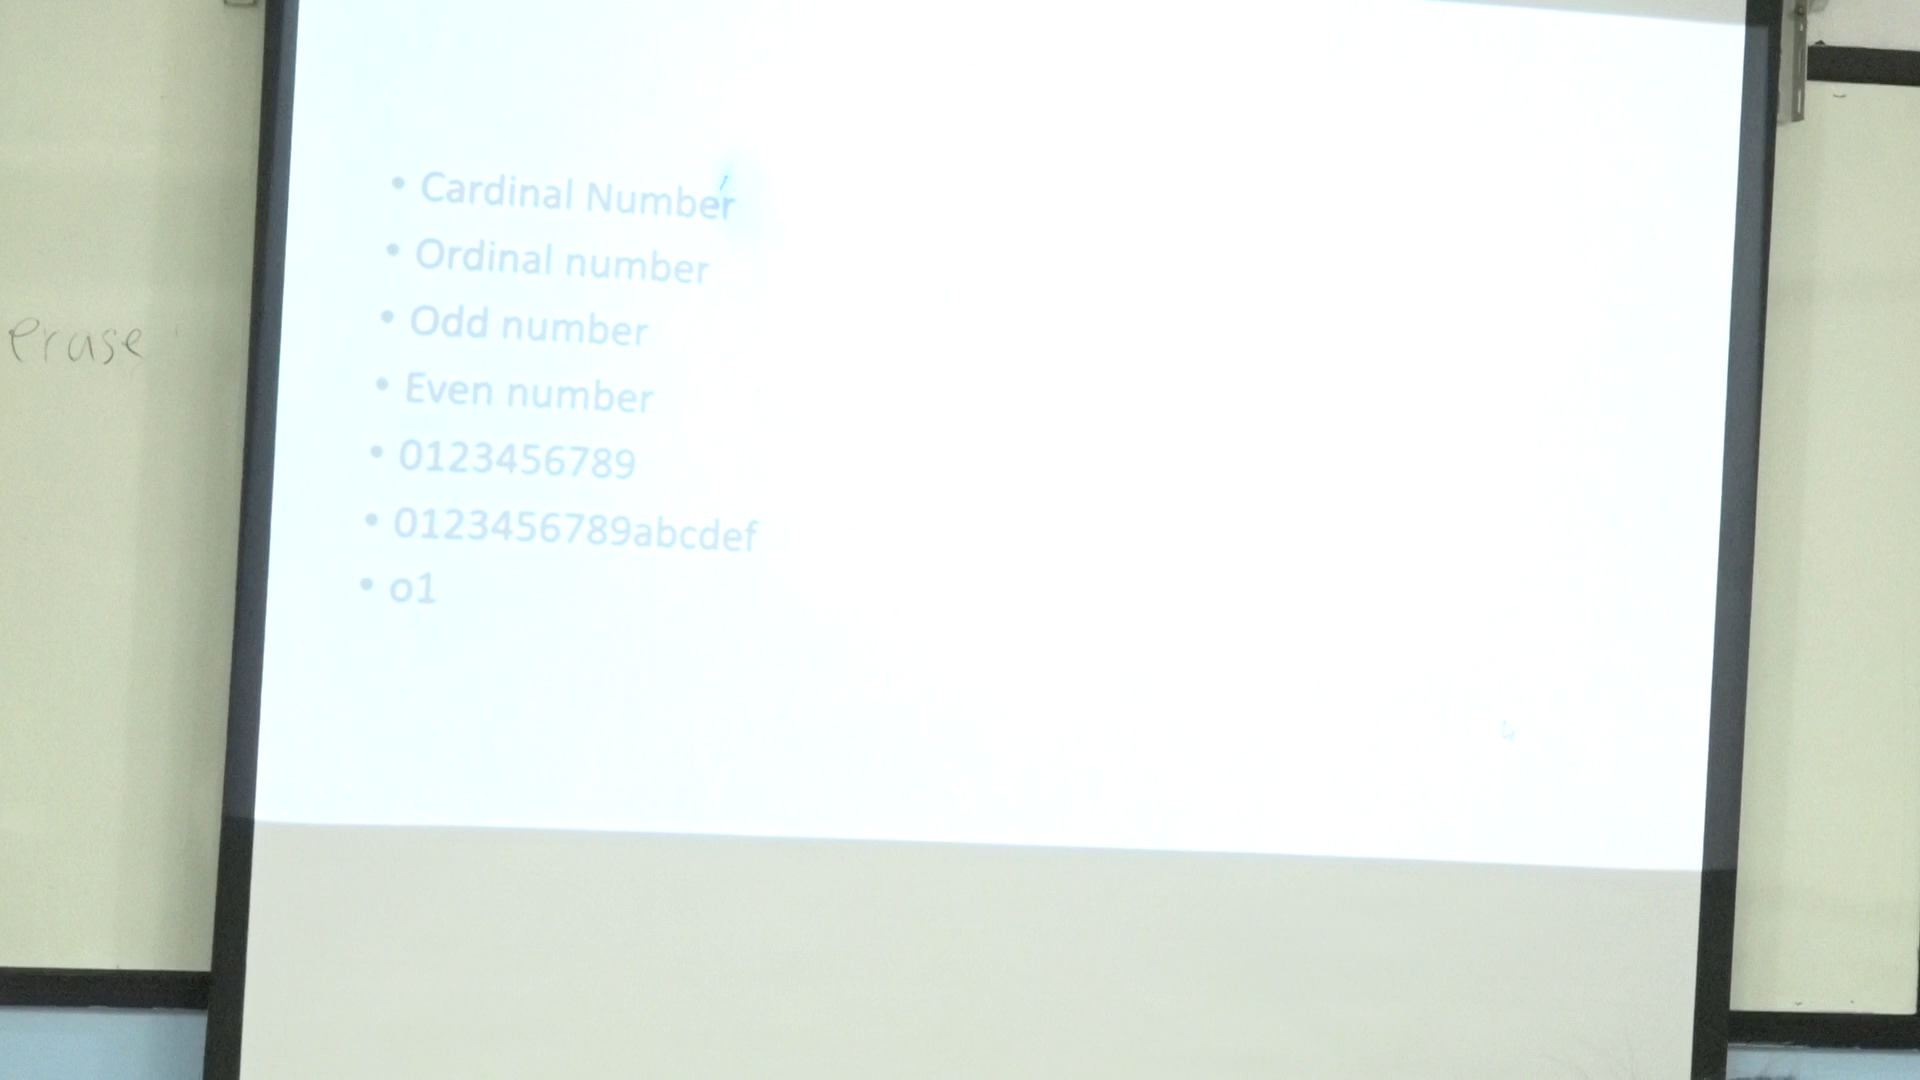 • Cardinal Number
• Ordinal number
• Odd number
• Even number
• 0123456789
• 0123456789abcdef
• o1
erase